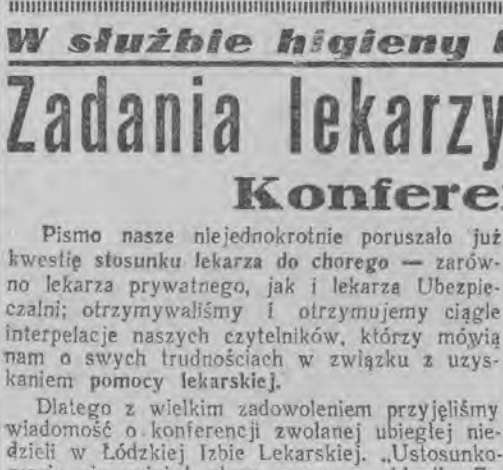 W służbie higieny
Zadania lekarzy
Konfere
Pismo nasze niejednokrotnie poruszało już
kwestię stosunku lekarza do chorego — zarów-
no lekarza prywatnego, jak i lekarza Ubezpie-
czalni; otrzymywaliśmy i otrzymujemy ciągle
interpelacje naszych czytelników, którzy mówią
nam o swych trudnościach w związku z uzys-
kaniem pomocy lekarskiej.
Dlatego z wielkim zadowoleniem przyjęliśmy
wiadomość o konferencji zwołanej ubiegłej nie-
dzieli w Łódzkiej Izbie Lekarskiej. „Ustosunko-